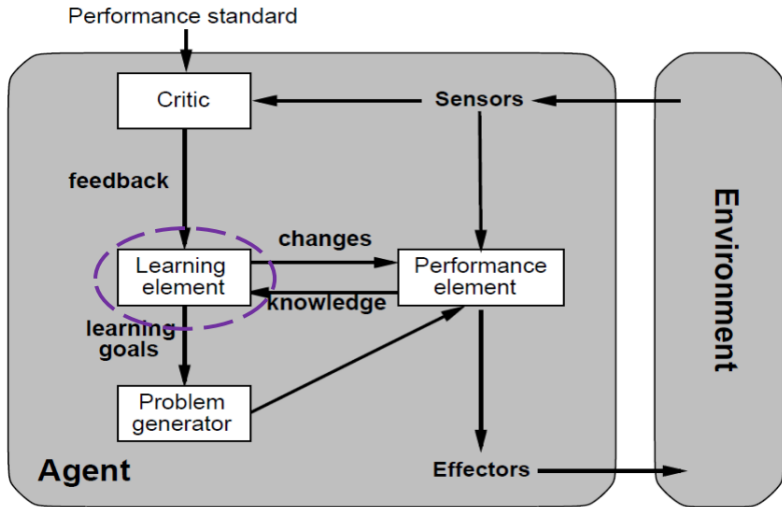 Performance standard
Critic
Sensors
feedback
changes
Learning
element
Performance
element
knowledge
learning
goals
Problem
generator
Agent
Effectors
Environment